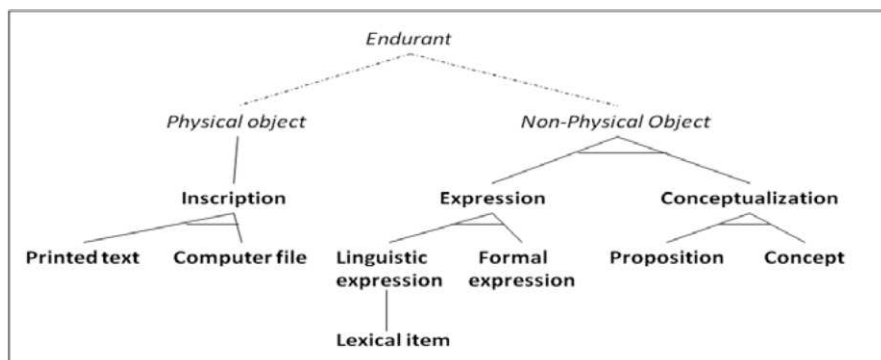 Endurant
Physical object
Non-Physical Object
Inscription
Expression
Conceptualization
Printed text
Computer file
Linguistic
expression
Formal
expression
Proposition
Concept
Lexical item